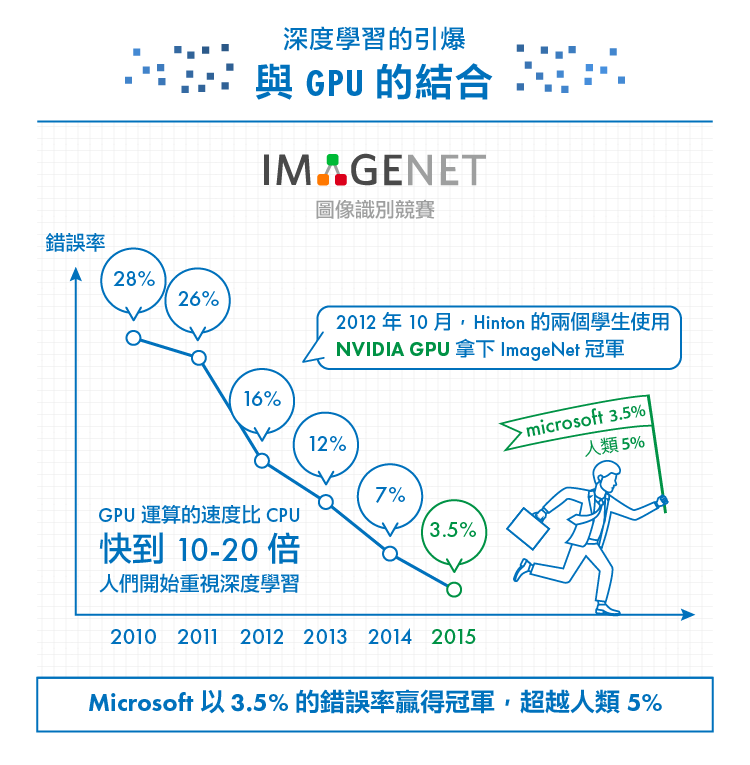 深度學習的引爆
與 GPU 的結合
IMAGENET
圖像識別競賽
錯誤率
28%
26%
2012 年 10 月，Hinton 的兩個學生使用
NVIDIA GPU 拿下 ImageNet 冠軍
16%
12%
7%
3.5%
microsoft 3.5%
人類 5%
GPU 運算的速度比 CPU
快到 10-20 倍
人們開始重視深度學習
2010 2011 2012 2013 2014 2015
Microsoft 以 3.5% 的錯誤率贏得冠軍，超越人類 5%